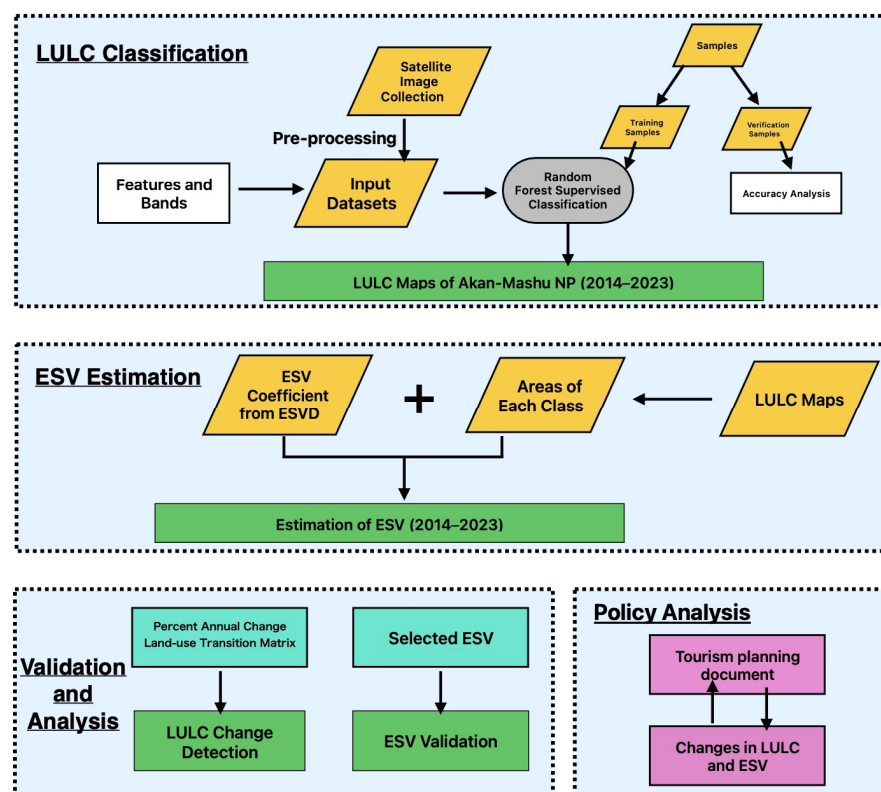 LULC Classification
Satellite
Image
Collection
Samples
Pre-processing
Training
Samples
Verification
Samples
Features and
Bands
Input
Datasets
Random
Forest Supervised
Classification
Accuracy Analysis
LULC Maps of Akan-Mashu NP (2014–2023)
ESV Estimation
ESV
Coefficient
from ESVD
+
Areas of
Each Class
LULC Maps
Estimation of ESV (2014–2023)
Validation
and
Analysis
Percent Annual Change
Land-use Transition Matrix
Selected ESV
LULC Change
Detection
ESV Validation
Policy Analysis
Tourism planning
document
Changes in LULC
and ESV